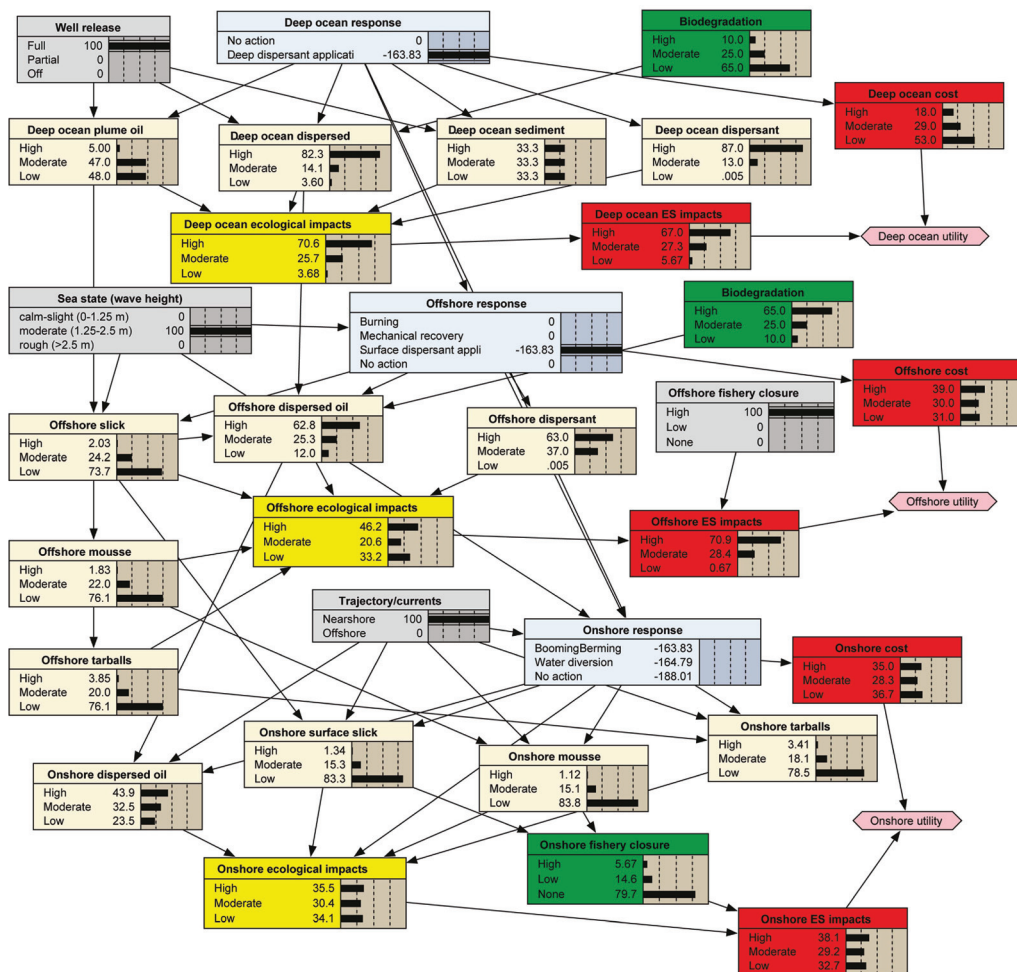 Well release
Full 100
Partial 0
Off 0
Deep ocean response
No action 0
Deep dispersant applicati -163.83
Biodegradation
High 10.0
Moderate 25.0
Low 65.0
Deep ocean cost
High 18.0
Moderate 29.0
Low 53.0
Deep ocean plume oil
High 5.00
Moderate 47.0
Low 48.0
Deep ocean dispersed
High 82.3
Moderate 14.1
Low 3.60
Deep ocean sediment
High 33.3
Moderate 33.3
Low 33.3
Deep ocean dispersant
High 87.0
Moderate 13.0
Low .005
Deep ocean ecological impacts
High 70.6
Moderate 25.7
Low 3.68
Deep ocean ES impacts
High 67.0
Moderate 27.3
Low 5.67
Deep ocean utility
Sea state (wave height)
calm-slight (0-1.25 m) 0
moderate (1.25-2.5 m) 100
rough (>2.5 m) 0
Offshore response
Burning 0
Mechanical recovery 0
Surface dispersant appli -163.83
No action 0
Biodegradation
High 65.0
Moderate 25.0
Low 10.0
Offshore cost
High 39.0
Moderate 30.0
Low 31.0
Offshore slick
High 2.03
Moderate 24.2
Low 73.7
Offshore dispersed oil
High 62.8
Moderate 25.3
Low 12.0
Offshore dispersant
High 63.0
Moderate 37.0
Low .005
Offshore fishery closure
High 100
Low 0
None 0
Offshore utility
Offshore ecological impacts
High 46.2
Moderate 20.6
Low 33.2
Offshore ES impacts
High 70.9
Moderate 28.4
Low 0.67
Offshore mousse
High 1.83
Moderate 22.0
Low 76.1
Trajectory/currents
Nearshore 100
Offshore 0
Onshore response
BoomingBerming -163.83
Water diversion -164.79
No action -188.01
Onshore cost
High 35.0
Moderate 28.3
Low 36.7
Offshore tarballs
High 3.85
Moderate 20.0
Low 76.1
Onshore surface slick
High 1.34
Moderate 15.3
Low 83.3
Onshore mousse
High 1.12
Moderate 15.1
Low 83.8
Onshore tarballs
High 3.41
Moderate 18.1
Low 78.5
Onshore dispersed oil
High 43.9
Moderate 32.5
Low 23.5
Onshore utility
Onshore ecological impacts
High 35.5
Moderate 30.4
Low 34.1
Onshore fishery closure
High 5.67
Low 14.6
None 79.7
Onshore ES impacts
High 38.1
Moderate 29.2
Low 32.7